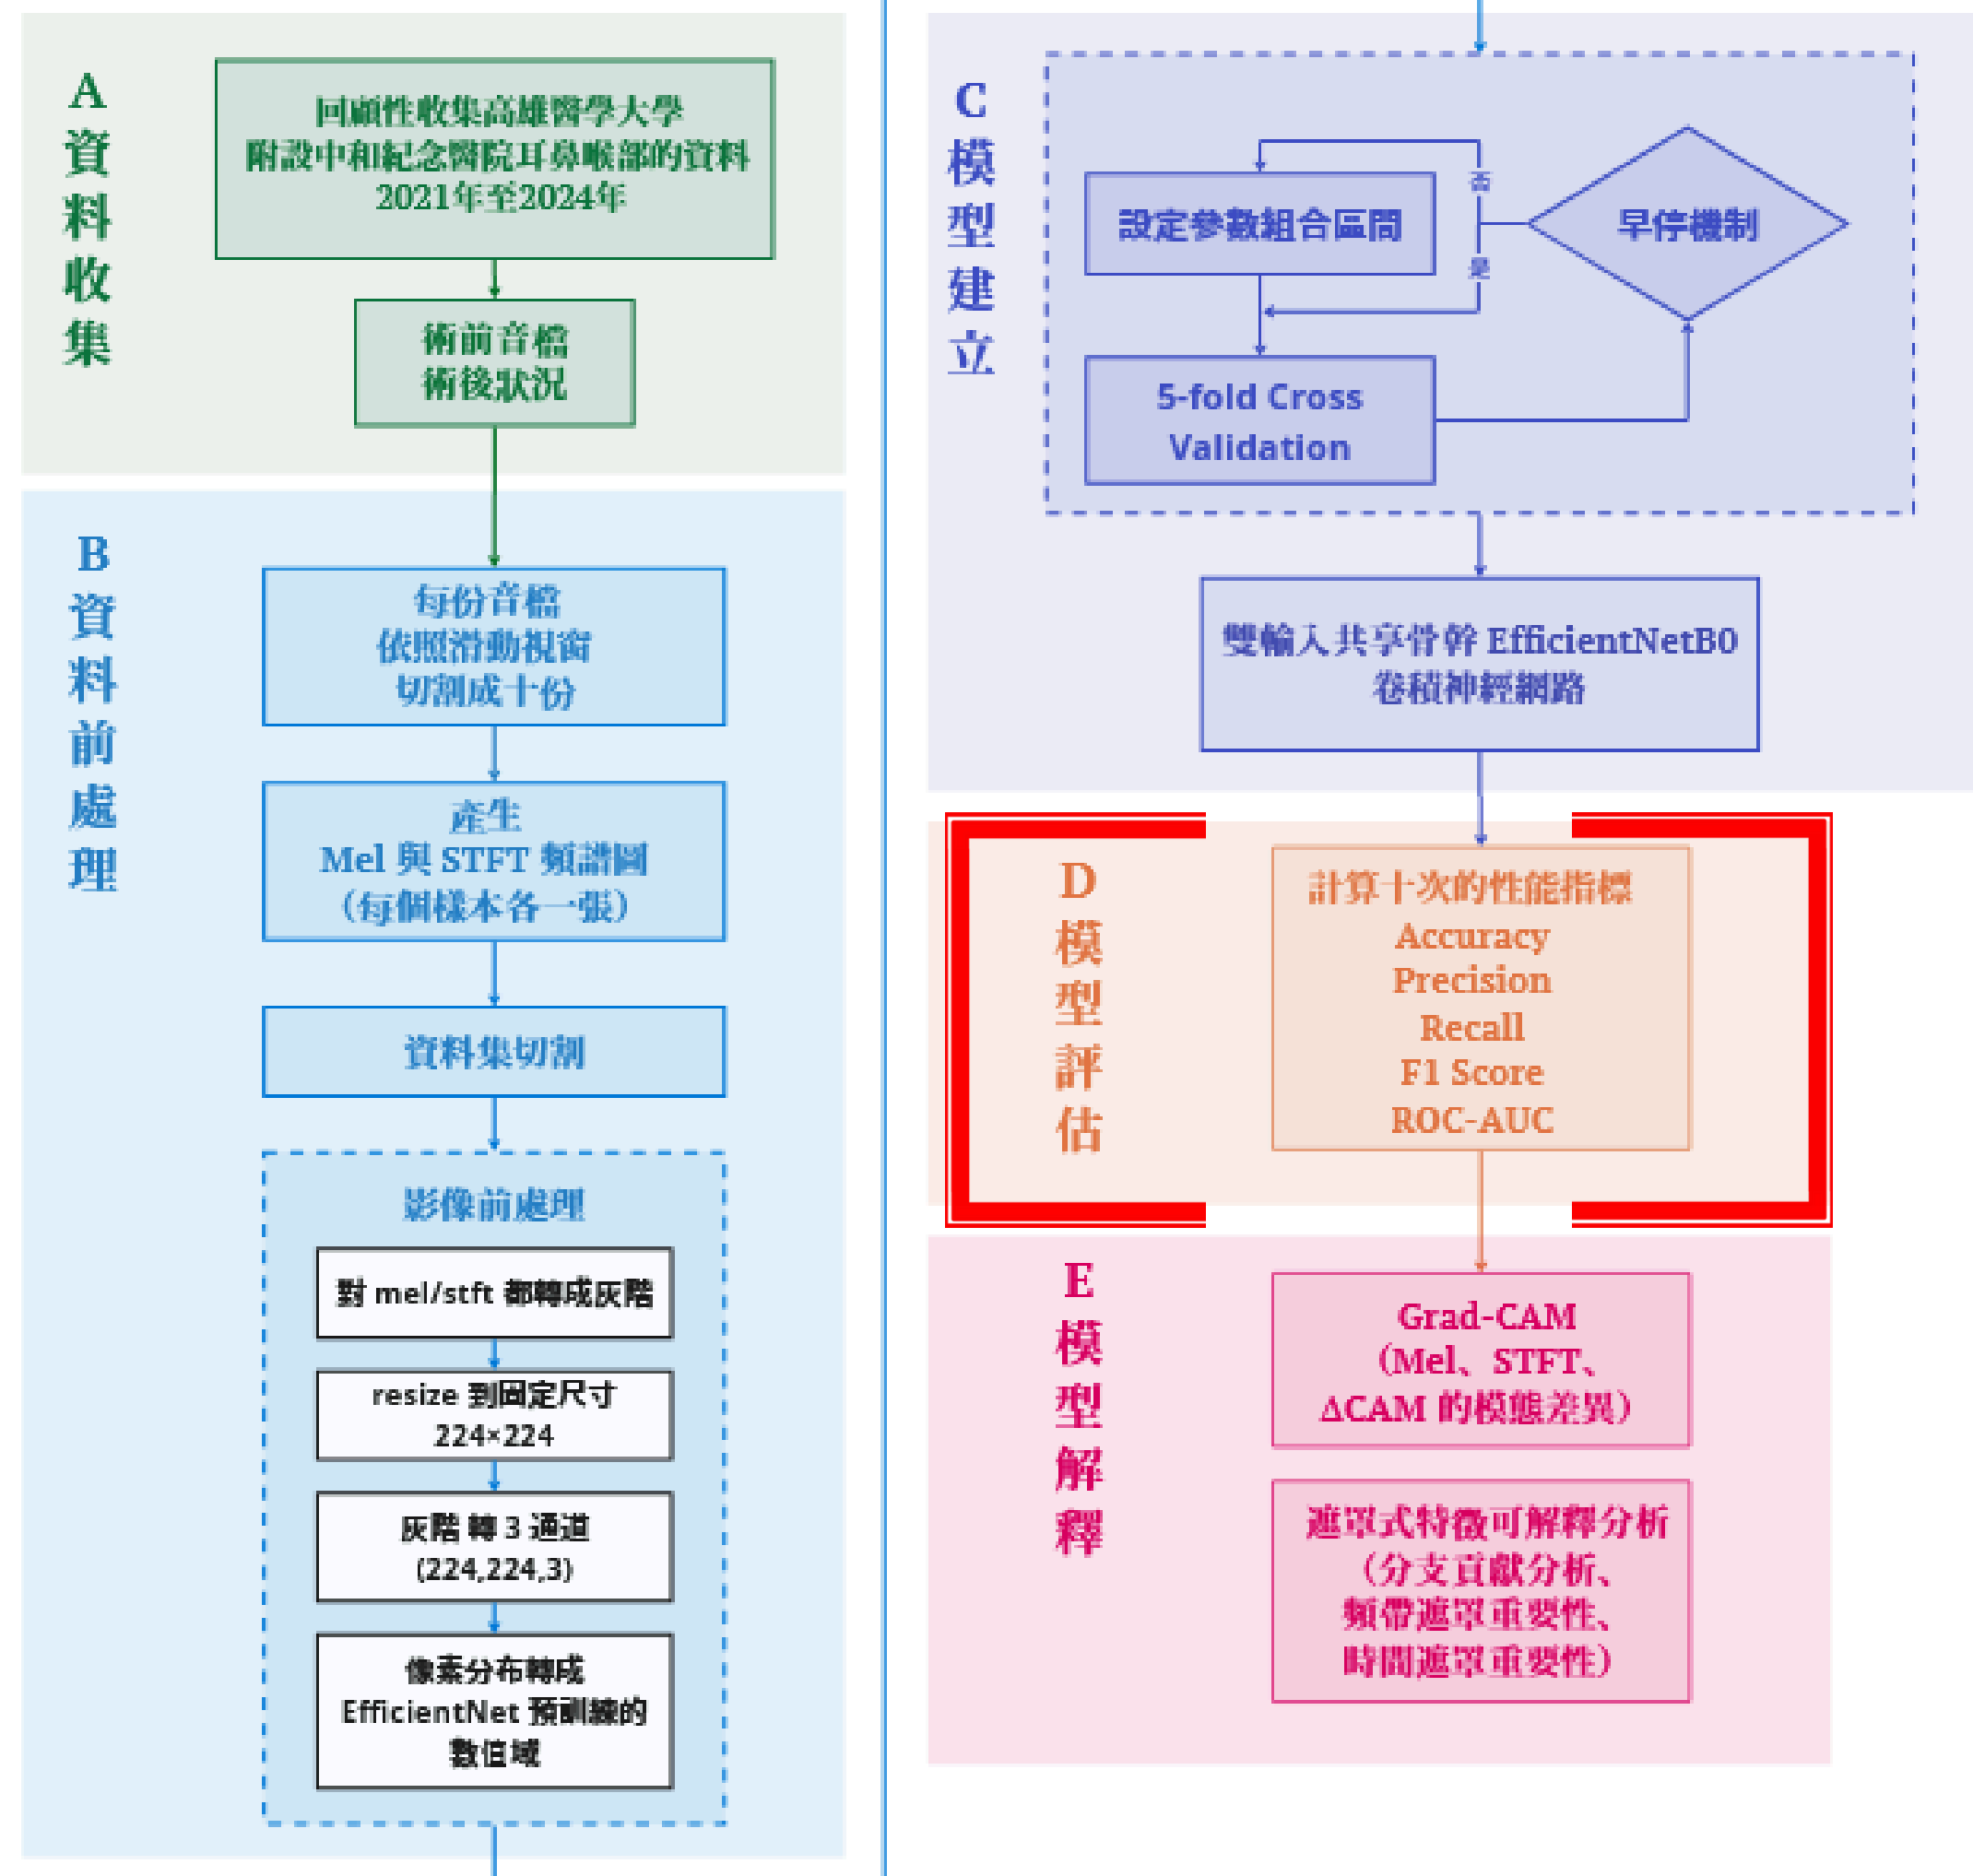 A
資
料
收
集
回顧性收集高雄醫學大學
附設中和紀念醫院耳鼻喉部的資料
2021年至2024年
術前音檔
術後狀況
B
資
料
前
處
理
每份音檔
依照滑動視窗
切割成十份
產生
Mel 與 STFT 頻譜圖
（每個樣本各一張）
資料集切割
影像前處理
對 mel/stft 都轉成灰階
resize 到固定尺寸
224×224
灰階 轉 3 通道
(224,224,3)
像素分布轉成
EfficientNet 預訓練的
數值域
C
模
型
建
立
設定參數組合區間
否
是
早停機制
5-fold Cross
Validation
雙輸入共享骨幹 EfficientNetB0
卷積神經網路
D
模
型
評
估
計算十次的性能指標
Accuracy
Precision
Recall
F1 Score
ROC-AUC
E
模
型
解
釋
Grad-CAM
（Mel、STFT、
ΔCAM 的模態差異）
遮罩式特徵可解釋分析
（分支貢獻分析、
頻帶遮罩重要性、
時間遮罩重要性）